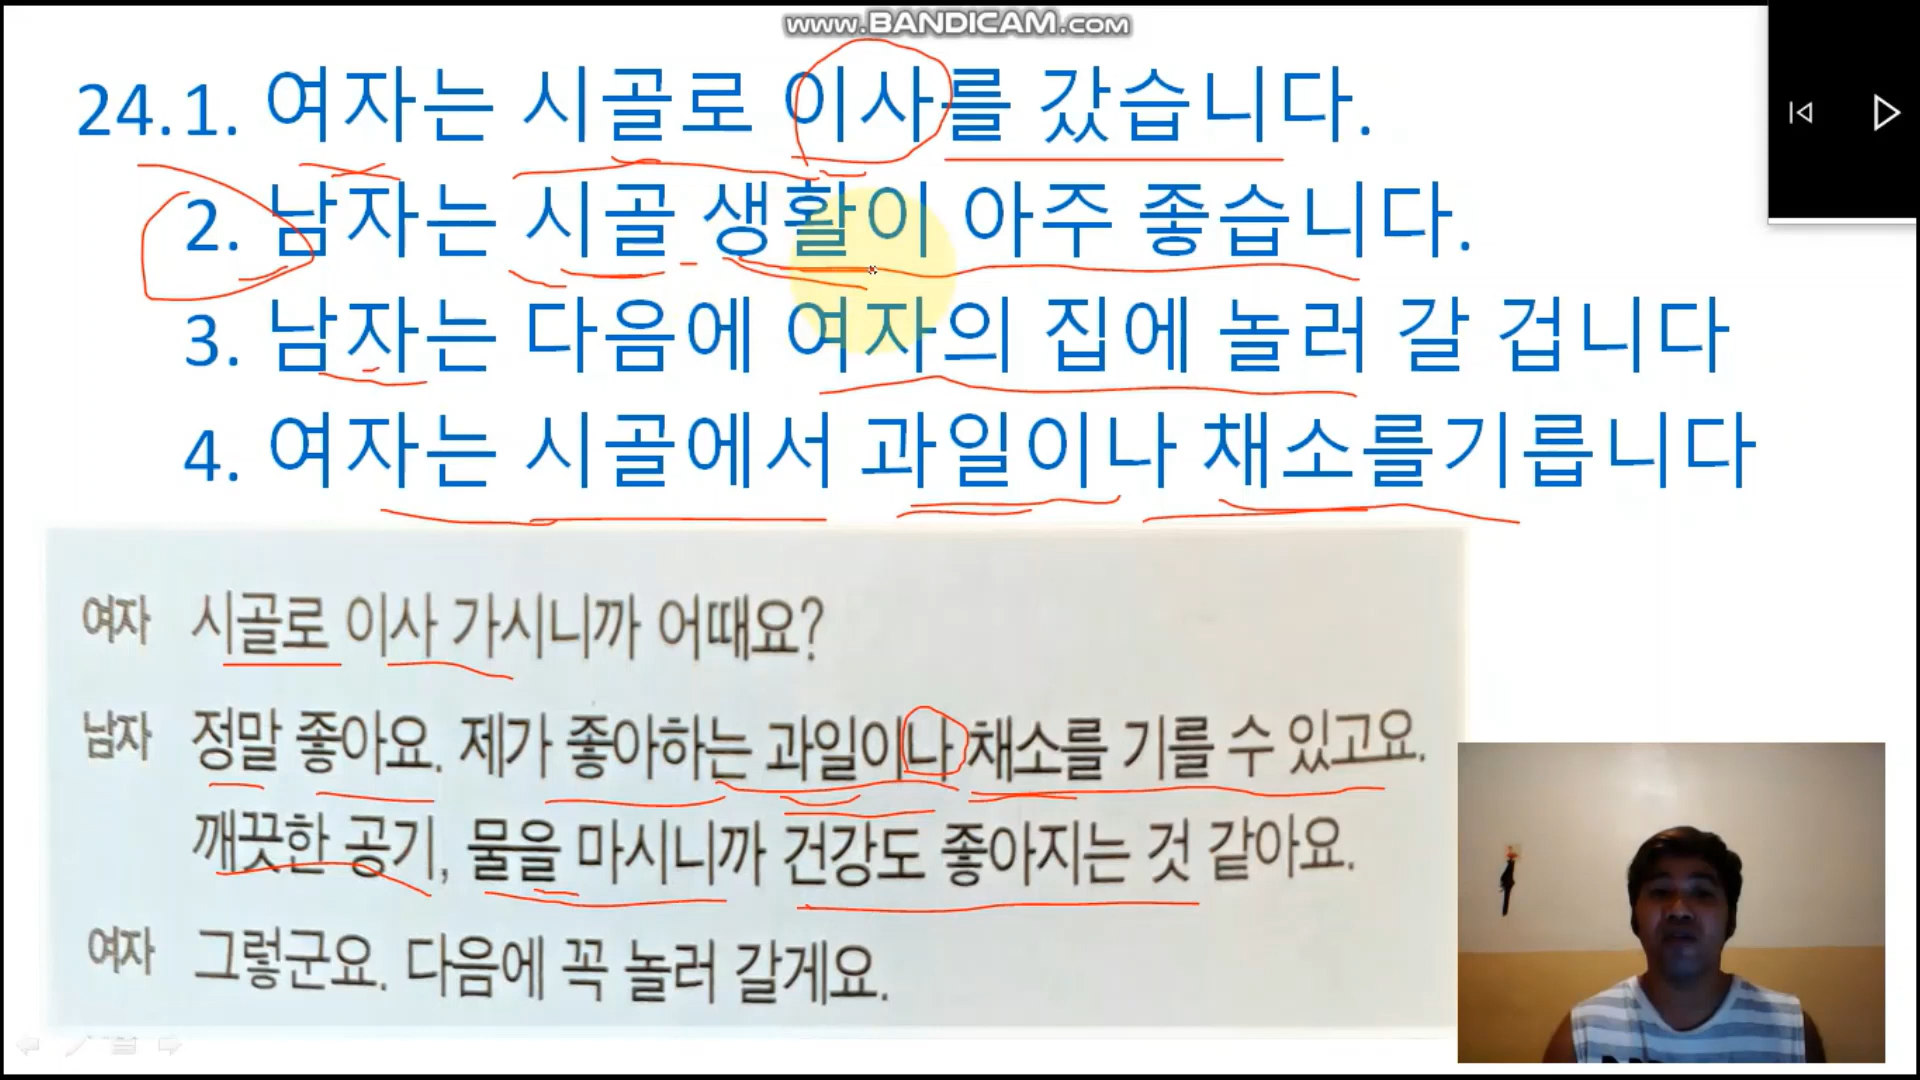 www.BANDICAM.com
24.1. 여자는 시골로 이사를 갔습니다.
2. 남자는 시골 생활이 아주 좋습니다.
3. 남자는 다음에 여자의 집에 놀러 갈 겁니다
4. 여자는 시골에서 과일이나 채소를기릅니다
여자 시골로 이사 가시니까 어때요?
남자 정말 좋아요. 제가 좋아하는 과일이나 채소를 기를 수 있고요.
깨끗한 공기, 물을 마시니까 건강도 좋아지는 것 같아요.
여자 그렇군요. 다음에 꼭 놀러 갈게요.